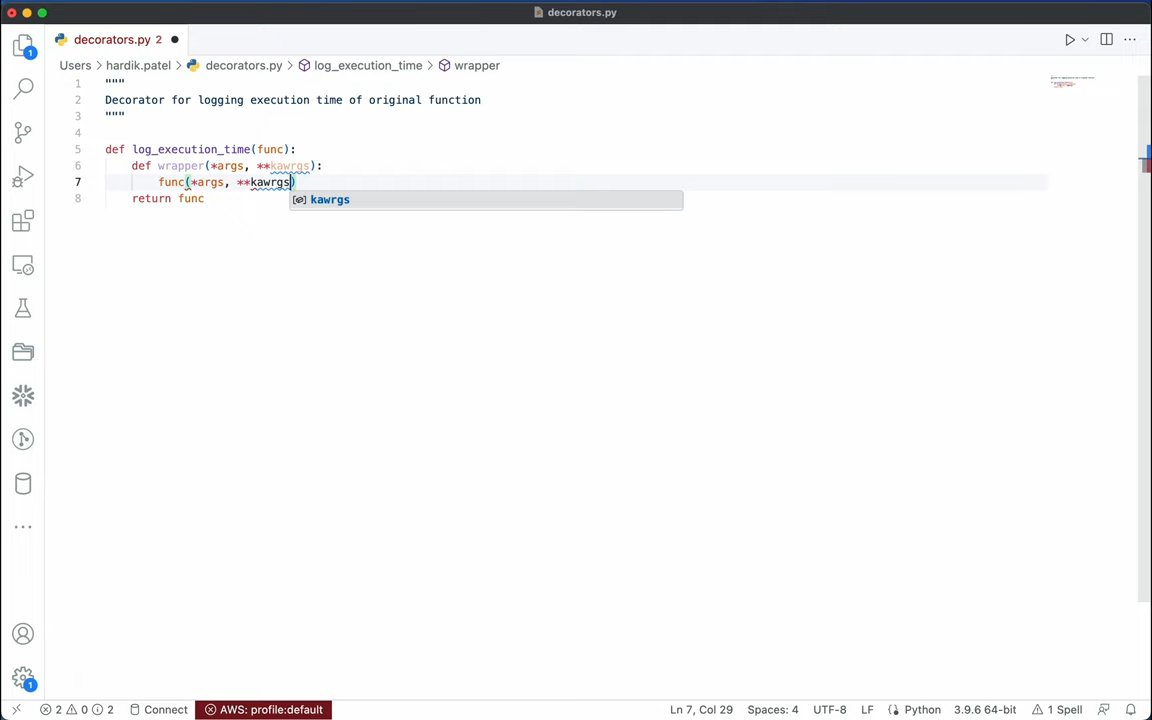 decorators.py
decorators.py 2
Users > hardik.patel > decorators.py > log_execution_time > wrapper
1 """
2 Decorator for logging execution time of original function
3 """
4
5 def log_execution_time(func):
6 def wrapper(*args, **kawrgs):
7 func(*args, **kawrgs)
8 return func
kawrgs
1
1
2 0 2 Connect AWS: profile:default Ln 7, Col 29 Spaces: 4 UTF-8 LF Python 3.9.6 64-bit 1 Spell